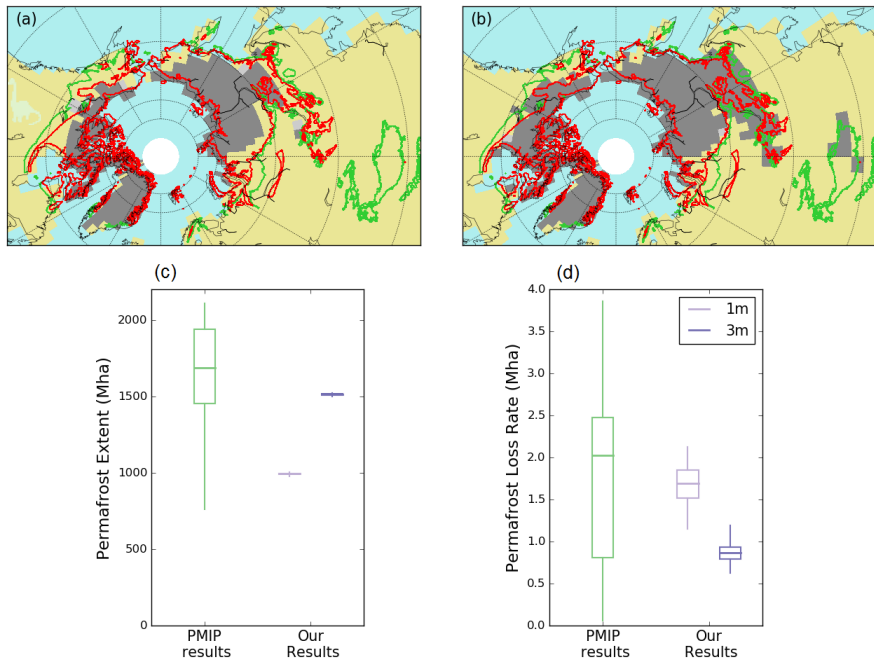 (a)
(b)
(c)
Permafrost Extent (Mha)
2000
1500
1000
500
0
PMIP
results
Our
Results
(d)
Permafrost Loss Rate (Mha)
4.0
3.5
3.0
2.5
2.0
1.5
1.0
0.5
0.0
1m
3m
PMIP
results
Our
Results